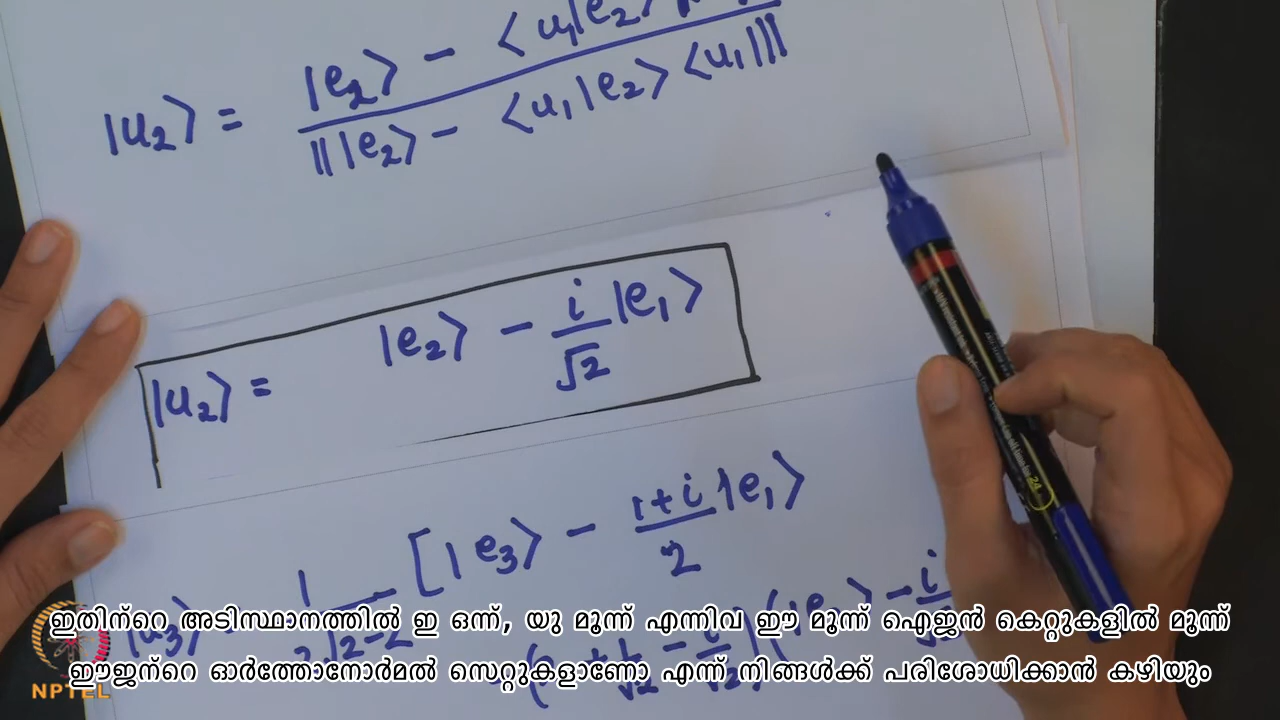 |e₂⟩ - ⟨u₁|e₂⟩
|u₂⟩ =
|| |e₂⟩ - ⟨u₁|e₂⟩ ⟨u₁|||
|u₂⟩ = |e₂⟩ - i/√2 |e₁⟩
[|e₃⟩ - 1+i/2 |e₁⟩
ഇതിന്റെ അടിസ്ഥാനത്തിൽ ഇ ഒന്ന്, യു മൂന്ന് എന്നിവ ഈ മൂന്ന് ഐജൻ കെറ്റുകളിൽ മൂന്ന്
ഈജന്റെ ഓർത്തോനോർമൽ സെറ്റുകളാണോ എന്ന് നിങ്ങൾക്ക് പരിശോധിക്കാൻ കഴിയും
NPTEL